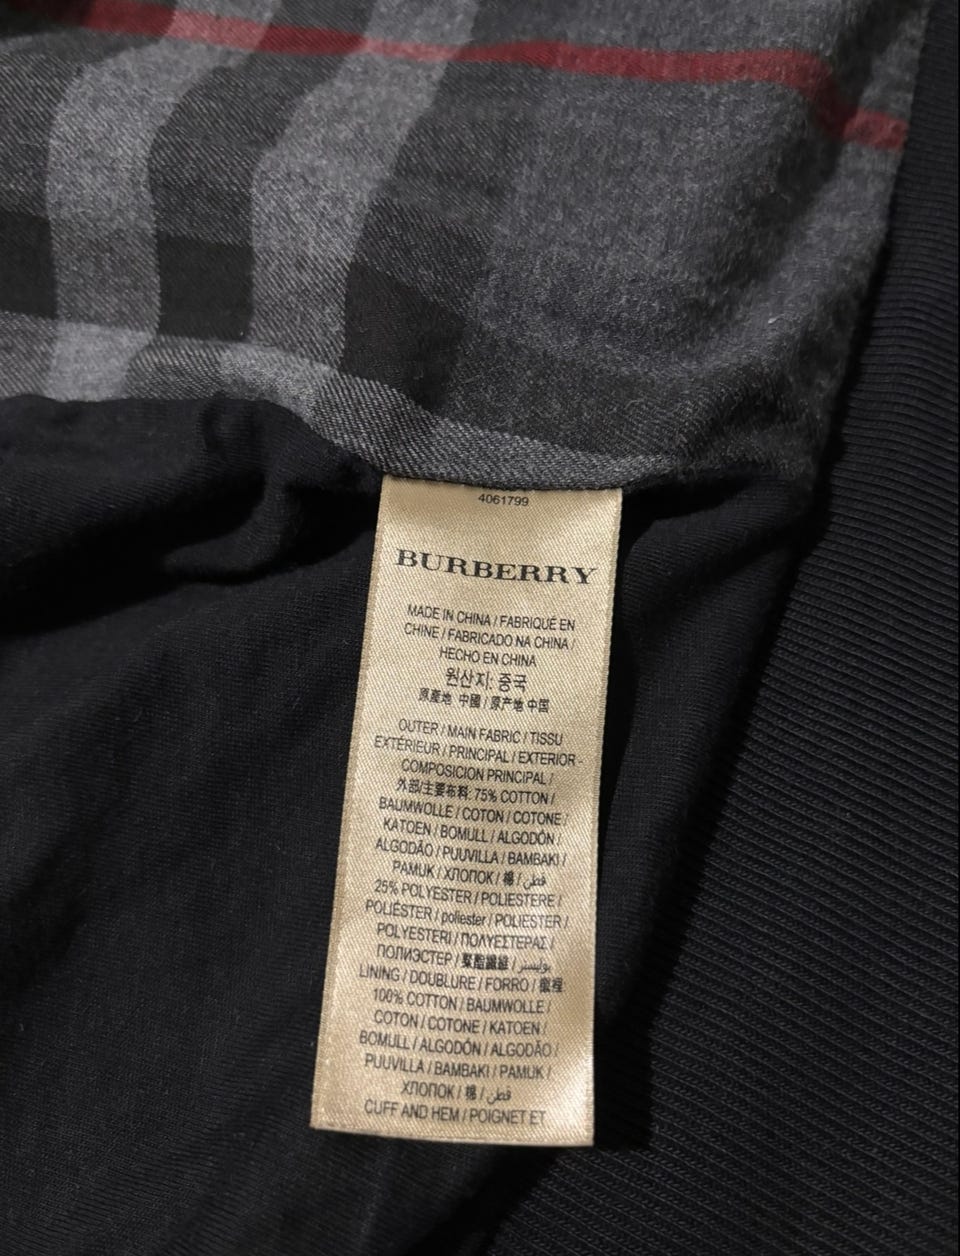 4061799
BURBERRY
MADE IN CHINA / FABRIQUÉ EN
CHINE / FABRICADO NA CHINA /
HECHO EN CHINA
원산지: 중국
原産地 中國 / 原产地 中国
OUTER / MAIN FABRIC / TISSU
EXTÉRIEUR / PRINCIPAL / EXTERIOR -
COMPOSICION PRINCIPAL /
外部/主要布料: 75% COTTON /
BAUMWOLLE / COTON / COTONE /
KATOEN / BOMULL / ALGODÓN /
ALGODÃO / PUUVILLA / BAMBAKI /
PAMUK / ХЛОПОК / 棉 / قطن
25% POLYESTER / POLIESTERE /
POLIÉSTER / poliester / POLIESTER /
POLYESTERI / ΠΟΛΥΕΣΤΕΡΑΣ /
ПОЛИЭСТЕР / 聚酯纖維 / بوليستر
LINING / DOUBLURE / FORRO /
100% COTTON / BAUMWOLLE /
COTON / COTONE / KATOEN /
BOMULL / ALGODÓN / ALGODÃO /
PUUVILLA / BAMBAKI / PAMUK /
ХЛОПОК / 棉 / قطن
CUFF AND HEM / POIGNET ET